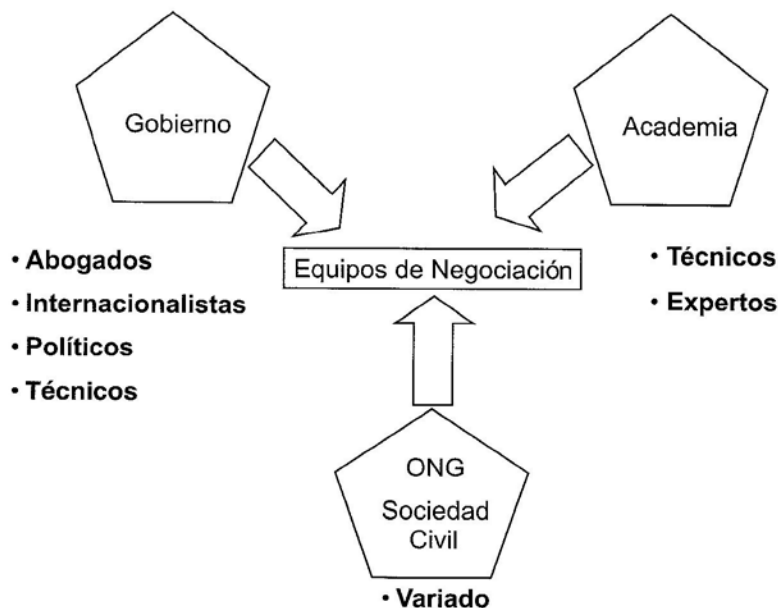 Gobierno
Academia
Equipos de Negociación
• Abogados
• Internacionalistas
• Políticos
• Técnicos
• Técnicos
• Expertos
ONG
Sociedad
Civil
• Variado